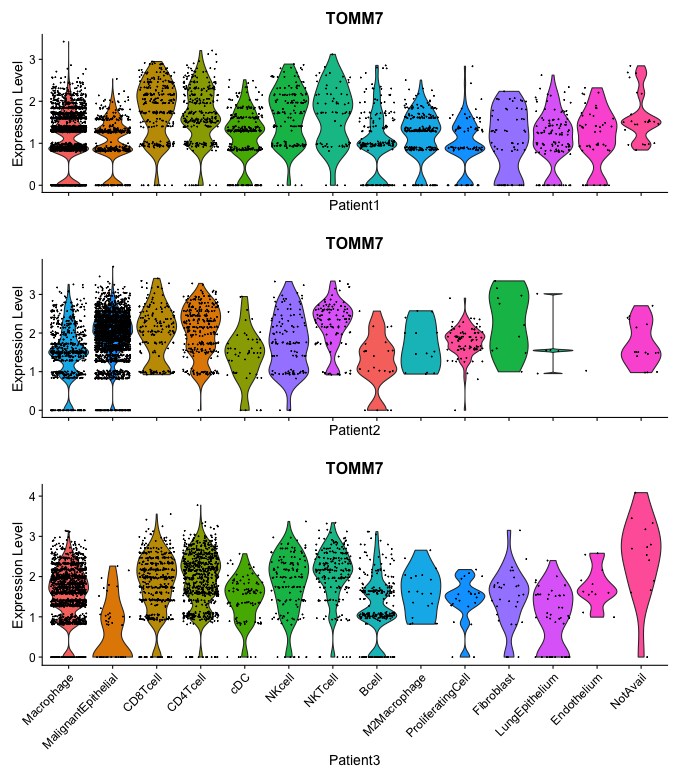 TOMM7
Expression Level
3
2
1
0
Patient1
TOMM7
Expression Level
3
2
1
0
Patient2
TOMM7
Expression Level
4
3
2
1
0
Macrophage
MalignantEpithelial
CD8Tcell
CD4Tcell
cDC
NKcell
NKTcell
Bcell
M2Macrophage
ProliferatingCell
Fibroblast
LungEpithelium
Endothelium
NotAvail
Patient3